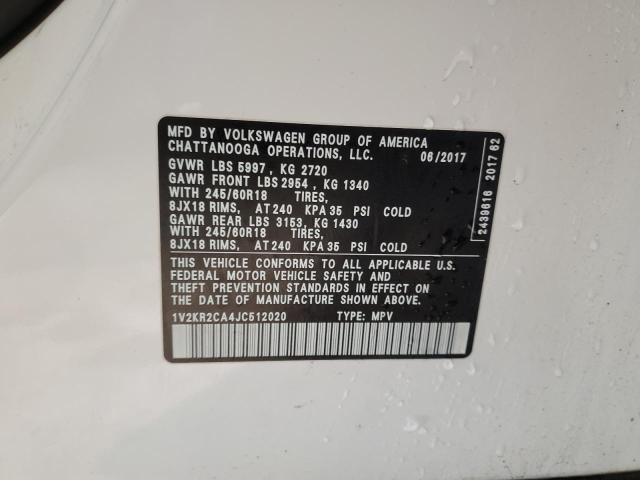 MFD BY VOLKSWAGEN GROUP OF AMERICA
CHATTANOOGA OPERATIONS, LLC. 06/2017
GVWR LBS 5997 , KG 2720
GAWR FRONT LBS 2954 , KG 1340
WITH 245/60R18 TIRES,
8JX18 RIMS, AT 240 KPA 35 PSI COLD
GAWR REAR LBS 3153, KG 1430
WITH 245/60R18 TIRES,
8JX18 RIMS, AT 240 KPA 35 PSI COLD
THIS VEHICLE CONFORMS TO ALL APPLICABLE U.S.
FEDERAL MOTOR VEHICLE SAFETY AND
THEFT PREVENTION STANDARDS IN EFFECT ON
THE DATE OF MANUFACTURE SHOWN ABOVE.
1V2KR2CA4JC512020 TYPE: MPV
2439616 2017 62